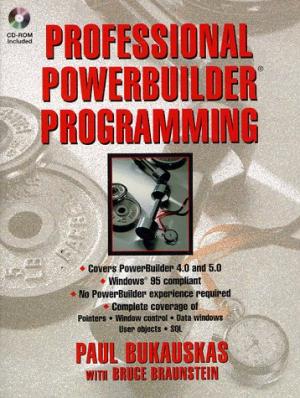 CD-ROM
Included
PROFESSIONAL
POWERBUILDER®
PROGRAMMING
• Covers PowerBuilder 4.0 and 5.0
• Windows® 95 compliant
• No PowerBuilder experience required
• Complete coverage of
Pointers • Window control • Data windows
User objects • SQL
PAUL BUKAUSKAS
WITH BRUCE BRAUNSTEIN